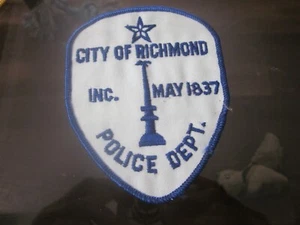 CITY OF RICHMOND
INC. MAY 1837
POLICE DEPT.